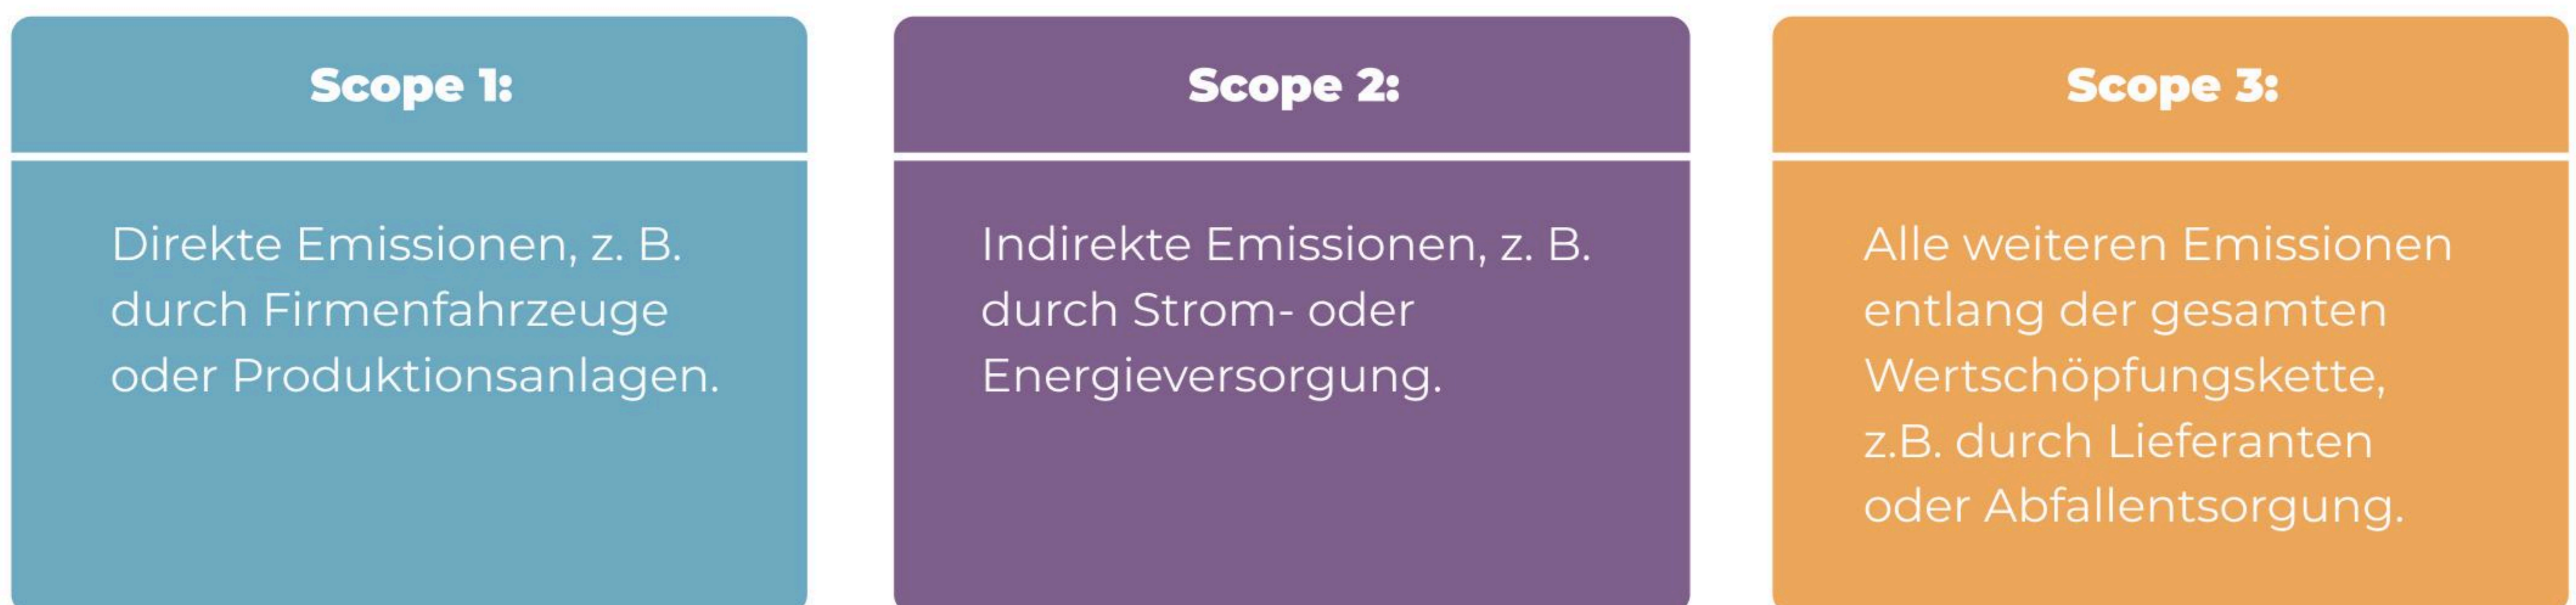 Scope 1:
Direkte Emissionen, z. B.
durch Firmenfahrzeuge
oder Produktionsanlagen.
Scope 2:
Indirekte Emissionen, z. B.
durch Strom- oder
Energieversorgung.
Scope 3:
Alle weiteren Emissionen
entlang der gesamten
Wertschöpfungskette,
z.B. durch Lieferanten
oder Abfallentsorgung.